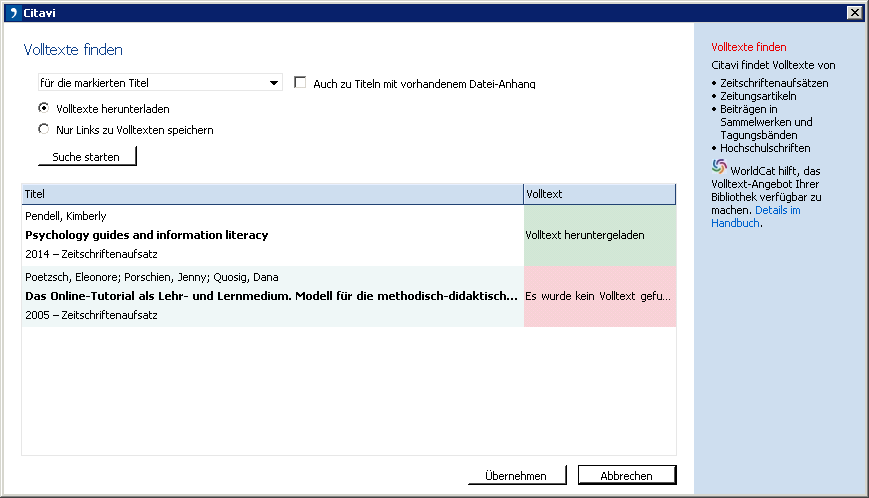 Citavi
Volltexte finden
für die markierten Titel
Auch zu Titeln mit vorhandenem Datei-Anhang
Volltexte herunterladen
Nur Links zu Volltexten speichern
Suche starten
Titel Volltext
Pendell, Kimberly
Psychology guides and information literacy
Volltext heruntergeladen
2014 – Zeitschriftenaufsatz
Poetzsch, Eleonore; Porschien, Jenny; Quosig, Dana
Das Online-Tutorial als Lehr- und Lernmedium. Modell für die methodisch-didaktisch...
Es wurde kein Volltext gefu...
2005 – Zeitschriftenaufsatz
Übernehmen Abbrechen
Volltexte finden
Citavi findet Volltexte von
• Zeitschriftenaufsätzen
• Zeitungsartikeln
• Beiträgen in
Sammelwerken und
Tagungsbänden
• Hochschulschriften
WorldCat hilft, das
Volltext-Angebot Ihrer
Bibliothek verfügbar zu
machen. Details im
Handbuch.